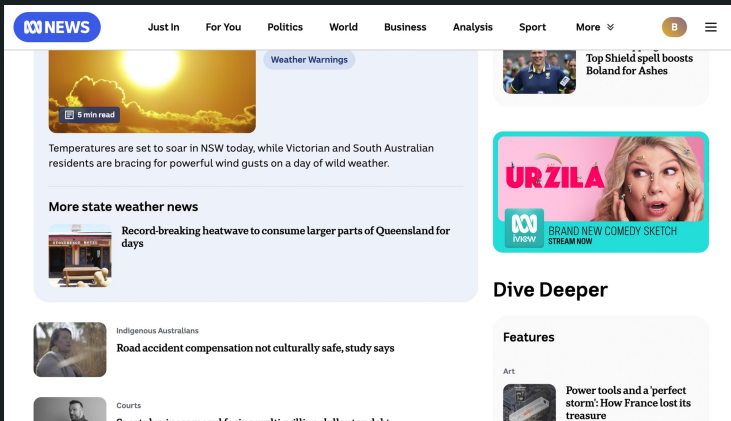 NEWS
Just In
For You
Politics
World
Business
Analysis
Sport
More
B
Weather Warnings
5 min read
Temperatures are set to soar in NSW today, while Victorian and South Australian
residents are bracing for powerful wind gusts on a day of wild weather.
More state weather news
Record-breaking heatwave to consume larger parts of Queensland for
days
Indigenous Australians
Road accident compensation not culturally safe, study says
Courts
Top Shield spell boosts
Boland for Ashes
URZILA
iview
BRAND NEW COMEDY SKETCH
STREAM NOW
Dive Deeper
Features
Art
Power tools and a 'perfect
storm': How France lost its
treasure